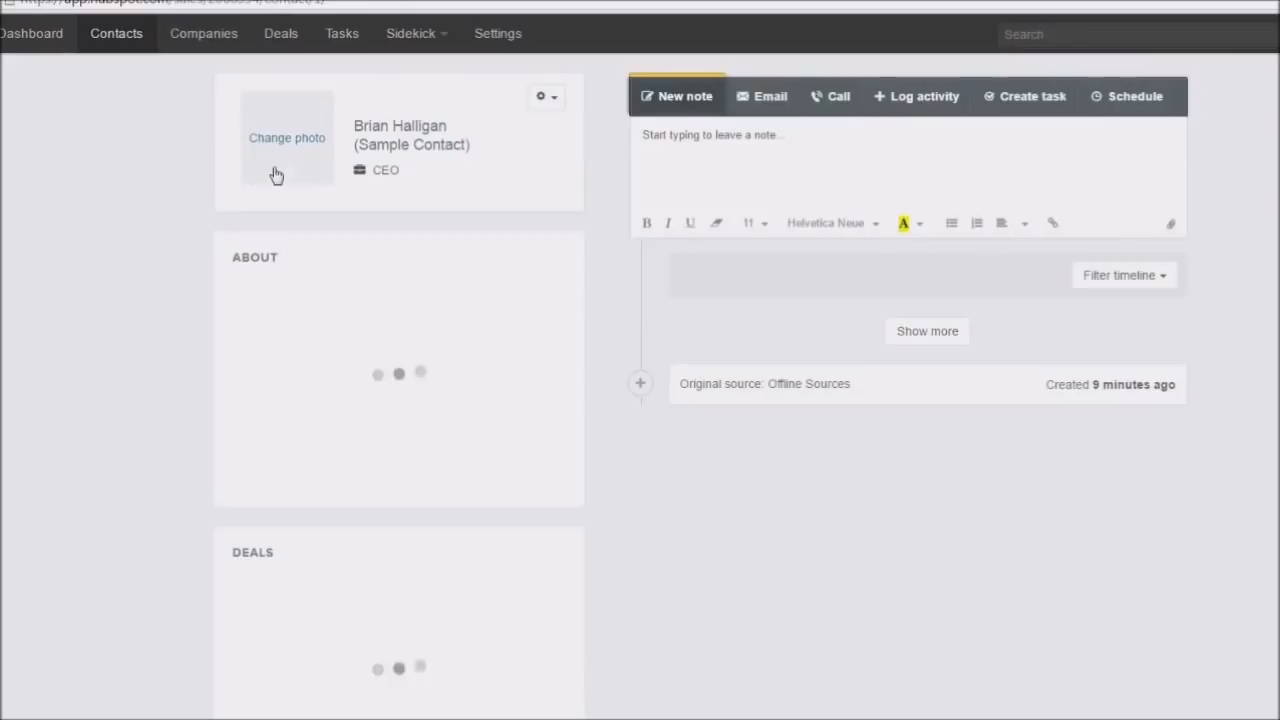 Dashboard Contacts Companies Deals Tasks Sidekick Settings Search
Change photo
Brian Halligan
(Sample Contact)
CEO
New note Email Call Log activity Create task Schedule
Start typing to leave a note...
B I U 11 Helvetica Neue A
Filter timeline
Show more
Original source: Offline Sources Created 9 minutes ago
ABOUT
DEALS